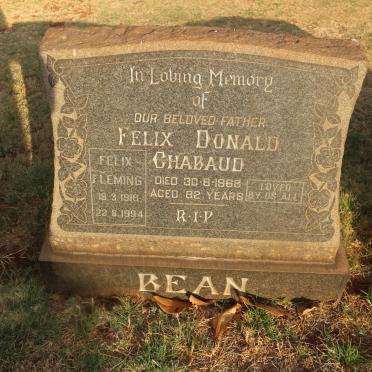 In Loving Memory
of
OUR BELOVED FATHER
FELIX DONALD
CHABAUD
DIED 30-6-1968
AGED 82 YEARS
R.I.P
FELIX
FLEMING
18.3.1916
22.6.1994
LOVED
BY US ALL
BEAN